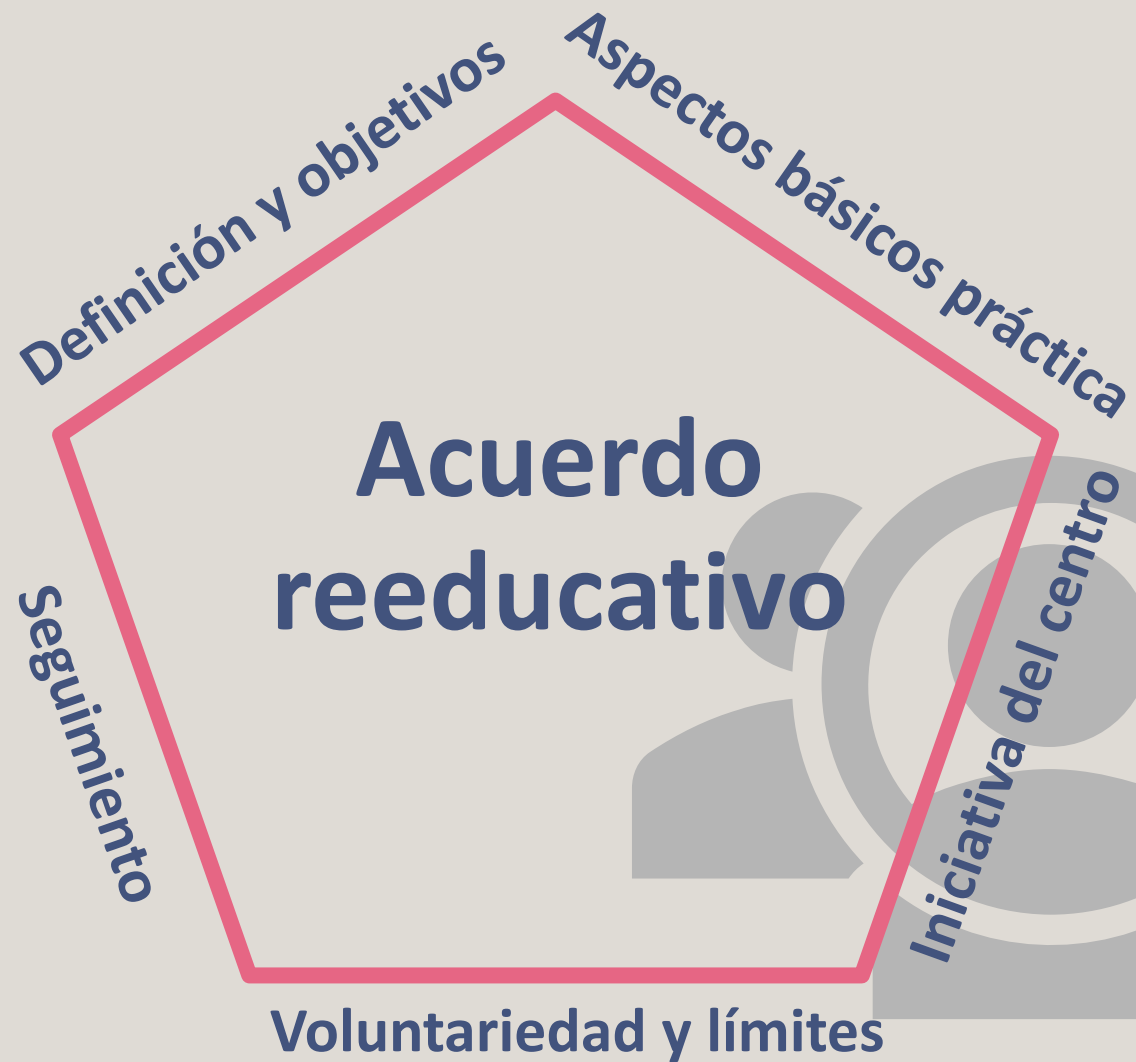 Definición y objetivos
Aspectos básicos práctica
Acuerdo
reeducativo
Iniciativa del centro
Seguimiento
Voluntariedad y límites